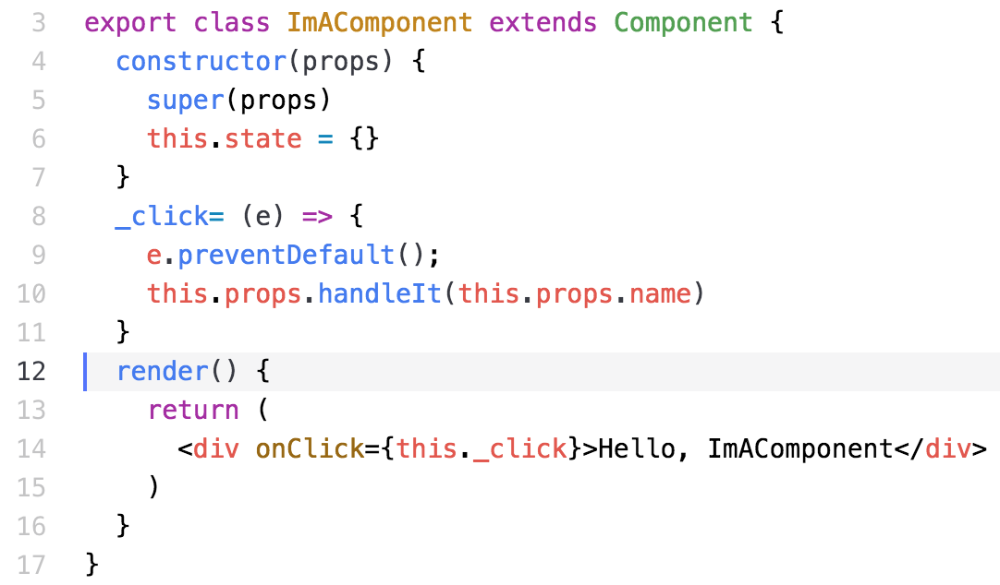 3 export class ImAComponent extends Component {
4   constructor(props) {
5     super(props)
6     this.state = {}
7   }
8   _click= (e) => {
9     e.preventDefault();
10     this.props.handleIt(this.props.name)
11   }
12   render() {
13     return (
14       <div onClick={this._click}>Hello, ImAComponent</div>
15     )
16   }
17 }